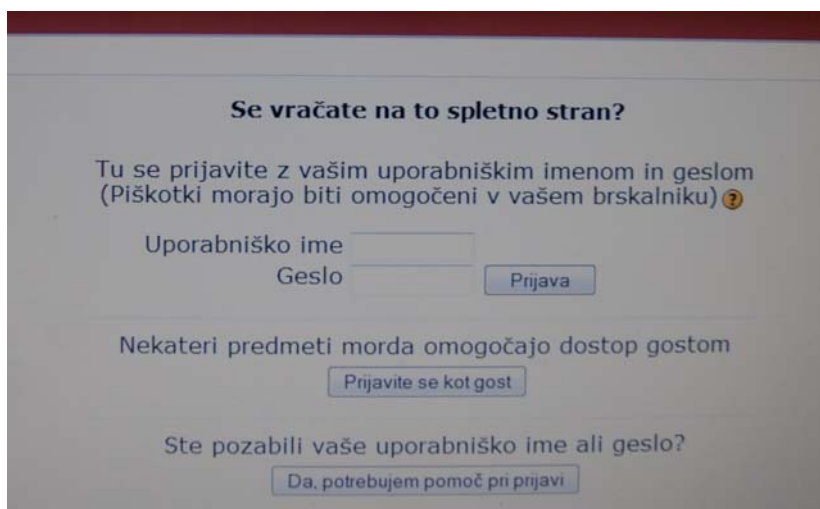 Se vračate na to spletno stran?
Tu se prijavite z vašim uporabniškim imenom in geslom
(Piškotki morajo biti omogočeni v vašem brskalniku) ?
Uporabniško ime
Geslo Prijava
Nekateri predmeti morda omogočajo dostop gostom
Prijavite se kot gost
Ste pozabili vaše uporabniško ime ali geslo?
Da, potrebujem pomoč pri prijavi